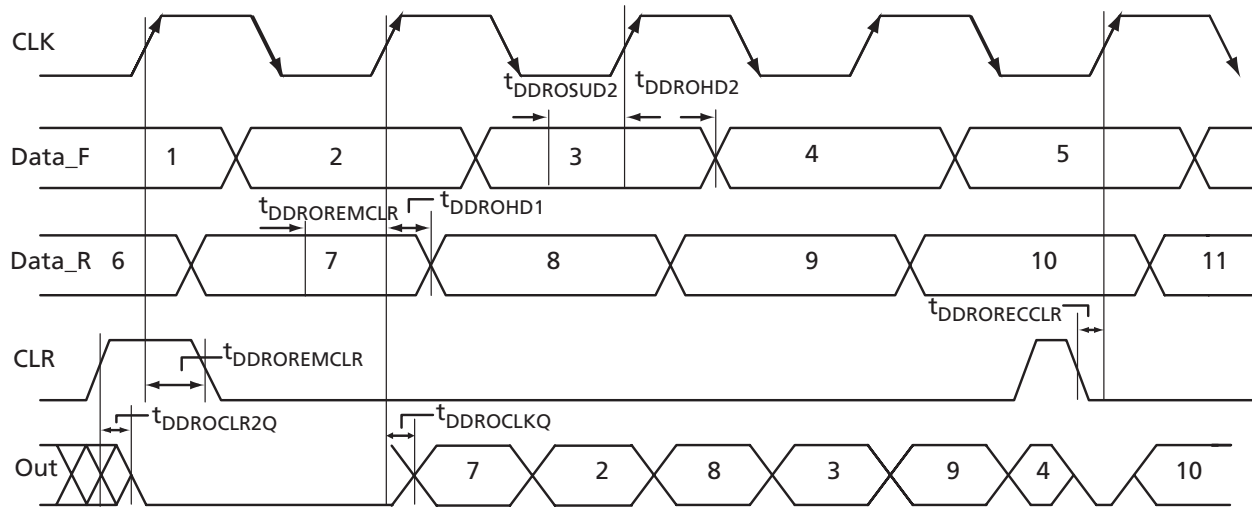 CLK
tDDROSUD2 tDDROHD2
Data_F 1 2 3 4 5
tDDROREMCLR tDDROHD1
Data_R 6 7 8 9 10 11
tDDRORECCLR
CLR tDDROREMCLR
tDDROCLR2Q tDDROCLKQ
Out 7 2 8 3 9 4 10